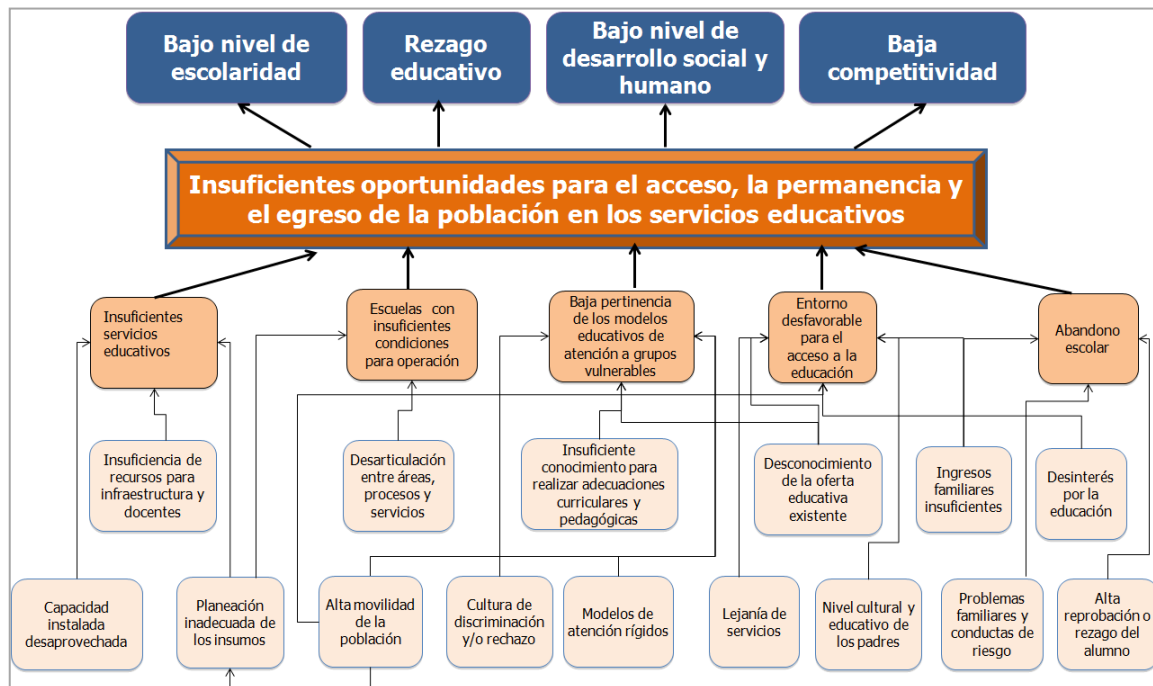 Bajo nivel de
escolaridad
Rezago
educativo
Bajo nivel de
desarrollo social y
humano
Baja
competitividad
Insuficientes oportunidades para el acceso, la permanencia y
el egreso de la población en los servicios educativos
Insuficientes
servicios
educativos
Escuelas con
insuficientes
condiciones
para operación
Baja pertinencia
de los modelos
educativos de
atención a grupos
vulnerables
Entorno
desfavorable
para el
acceso a la
educación
Abandono
escolar
Insuficiencia de
recursos para
infraestructura y
docentes
Desarticulación
entre áreas,
procesos y
servicios
Insuficiente
conocimiento para
realizar adecuaciones
curriculares y
pedagógicas
Desconocimiento
de la oferta
educativa
existente
Ingresos
familiares
insuficientes
Desinterés
por la
educación
Capacidad
instalada
desaprovechada
Planeación
inadecuada de
los insumos
Alta movilidad
de la
población
Cultura de
discriminación
y/o rechazo
Modelos de
atención rígidos
Lejanía de
servicios
Nivel cultural y
educativo de
los padres
Problemas
familiares y
conductas de
riesgo
Alta
reprobación o
rezago del
alumno